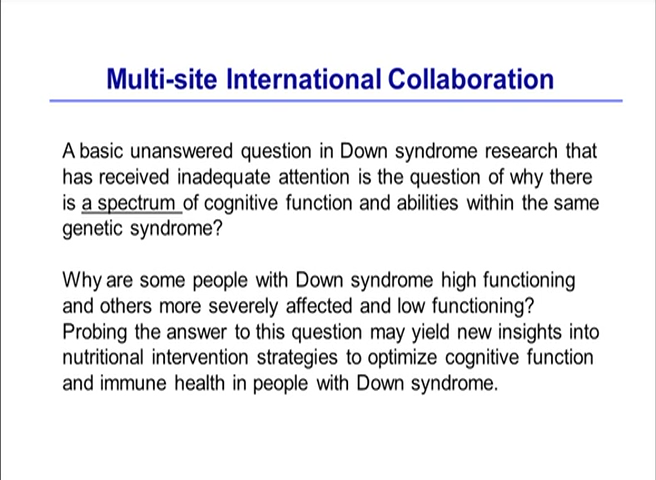 Multi-site International Collaboration
A basic unanswered question in Down syndrome research that
has received inadequate attention is the question of why there
is a spectrum of cognitive function and abilities within the same
genetic syndrome?
Why are some people with Down syndrome high functioning
and others more severely affected and low functioning?
Probing the answer to this question may yield new insights into
nutritional intervention strategies to optimize cognitive function
and immune health in people with Down syndrome.